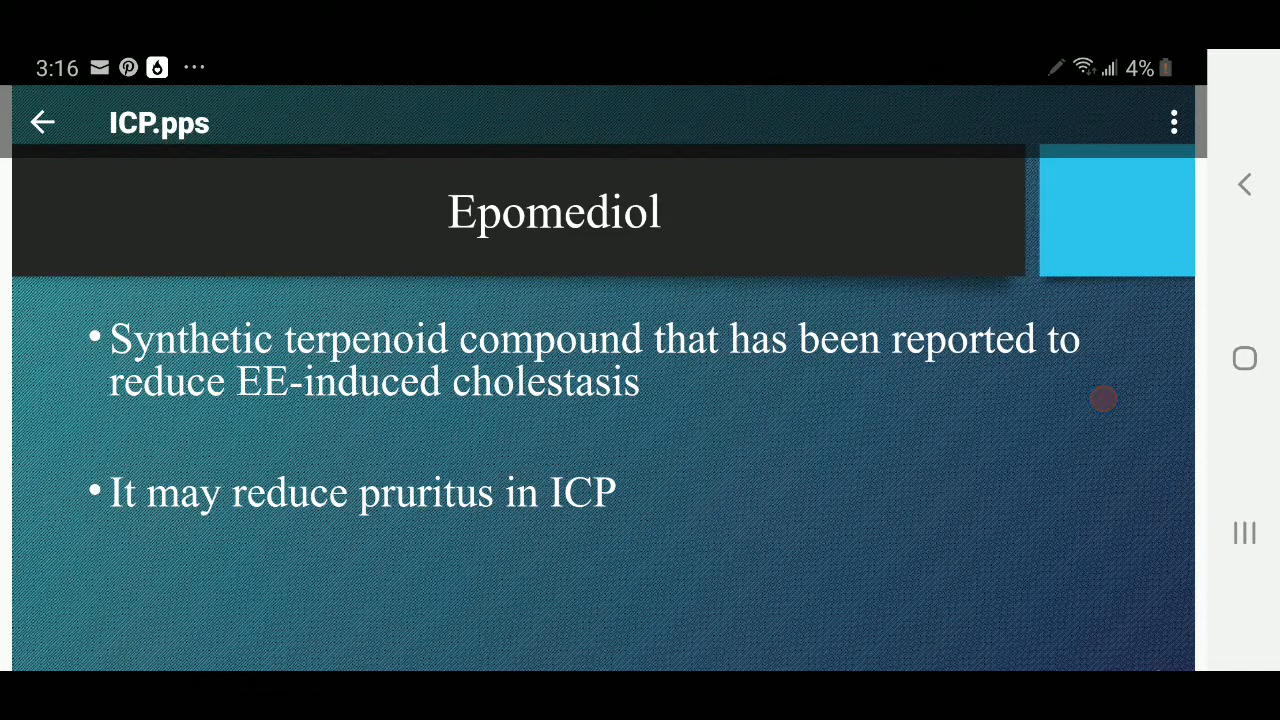 3:16 4%
ICP.pps
Epomediol
• Synthetic terpenoid compound that has been reported to
reduce EE-induced cholestasis
• It may reduce pruritus in ICP